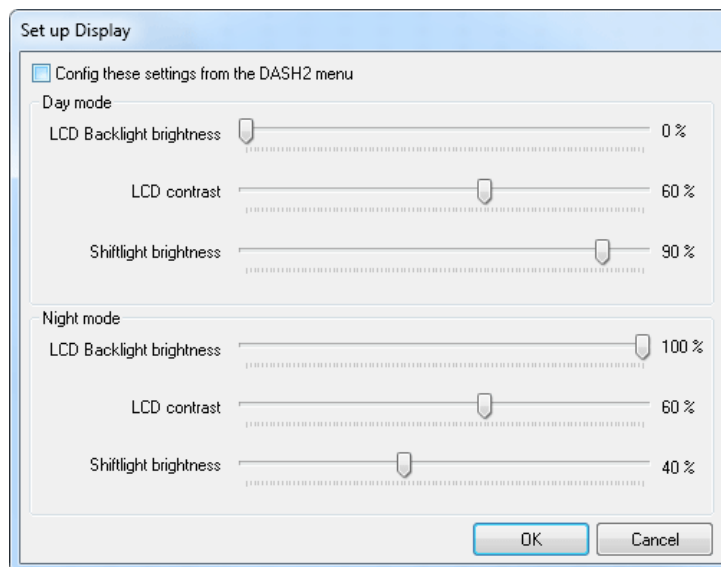 Set up Display
Config these settings from the DASH2 menu
Day mode
LCD Backlight brightness 0 %
LCD contrast 60 %
Shiftlight brightness 90 %
Night mode
LCD Backlight brightness 100 %
LCD contrast 60 %
Shiftlight brightness 40 %
OK Cancel